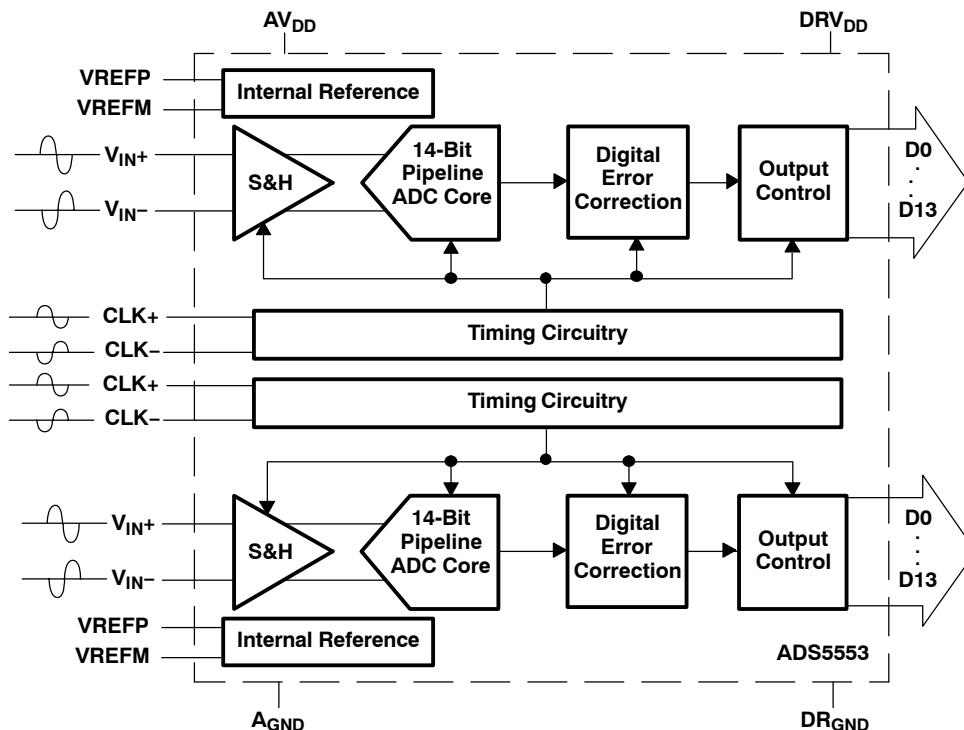 AVDD
DRVDD
VREFP
Internal Reference
VREFM
VIN+
VIN−
S&H
14-Bit
Pipeline
ADC Core
Digital
Error
Correction
Output
Control
D0
D13
CLK+
CLK−
Timing Circuitry
CLK+
CLK−
Timing Circuitry
VIN+
VIN−
S&H
14-Bit
Pipeline
ADC Core
Digital
Error
Correction
Output
Control
D0
D13
VREFP
VREFM
Internal Reference
ADS5553
AGND
DRGND